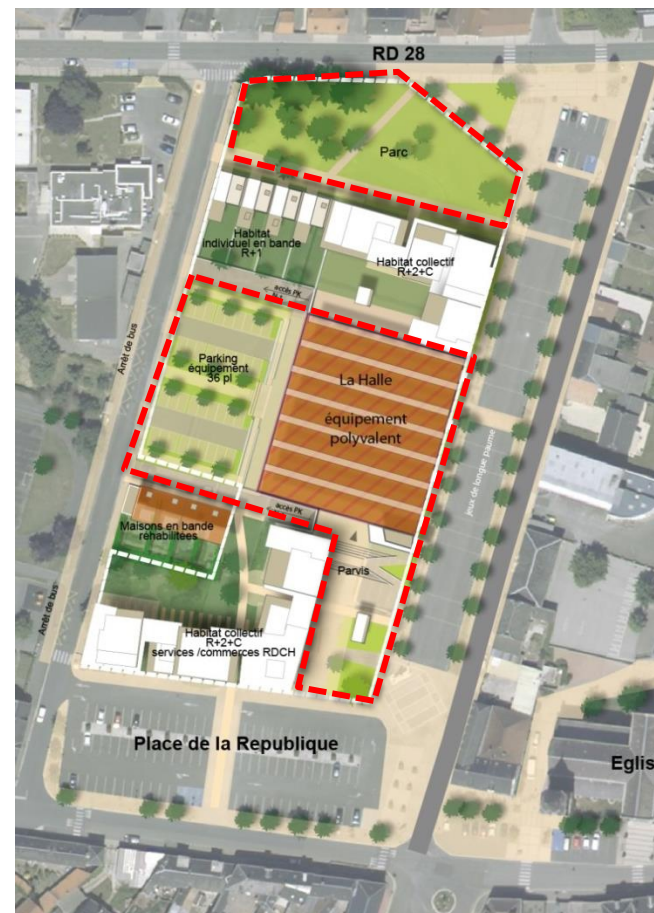 RD 28
Parc
Habitat
individuel en bande
R+1
Habitat collectif
R+2+C
accès PK
Arrêt de bus
Parking
équipement
36 pl
La Halle
équipement
polyvalent
jeux de longue paume
accès PK
Maisons en bande
réhabilitées
Parvis
Arrêt de bus
Habitat collectif
R+2+C
services /commerces RDCH
Place de la Republique
Eglis